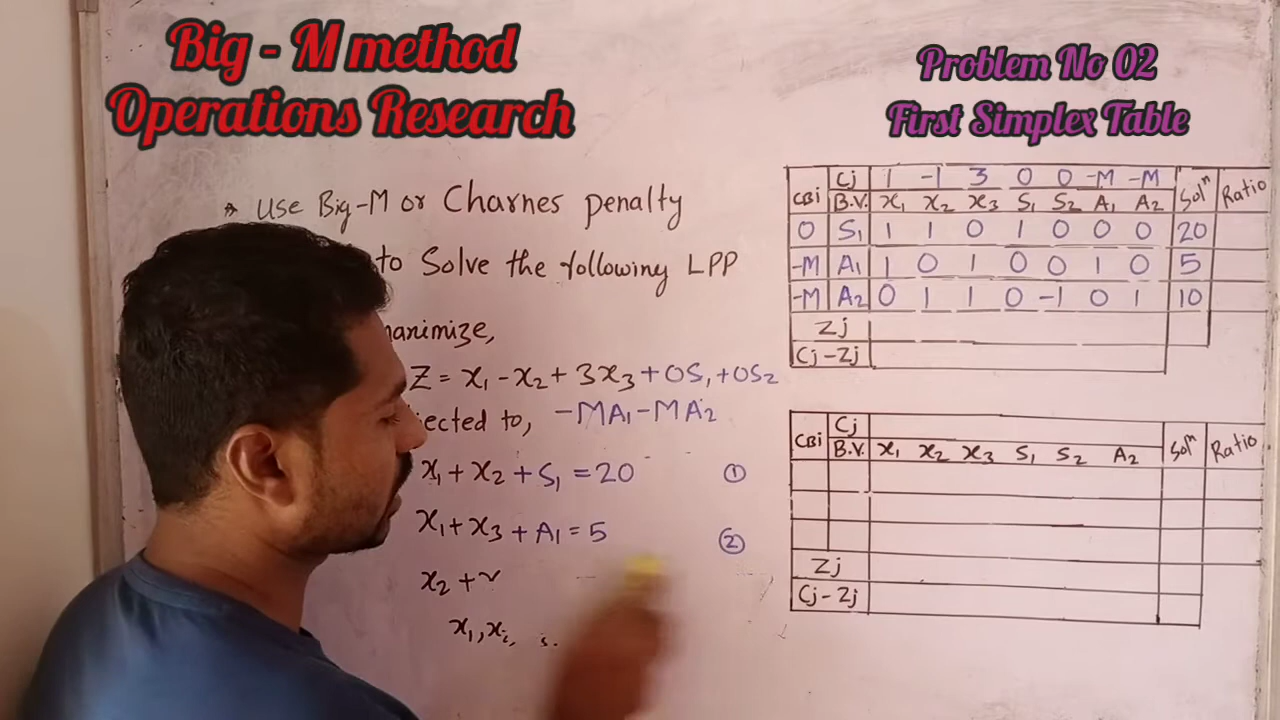 Big - M method
Operations Research
Problem No 02
First Simplex Table
* Use Big-M or Charnes penalty
to Solve the following LPP
maximize,
Z = x₁ - x₂ + 3x₃ + 0S₁ + 0S₂
ected to, -MA₁ - MA₂
x₁ + x₂ + S₁ = 20 ①
x₁ + x₃ + A₁ = 5 ②
x₂ +
x₁, x₂,
CBi Cj 1 -1 3 0 0 -M -M Solⁿ Ratio
B.V. x₁ x₂ x₃ S₁ S₂ A₁ A₂
0 S₁ 1 1 0 1 0 0 0 20
-M A₁ 1 0 1 0 0 1 0 5
-M A₂ 0 1 1 0 -1 0 1 10
Zj
Cj - Zj
CBi Cj Solⁿ Ratio
B.V. x₁ x₂ x₃ S₁ S₂ A₂
Zj
Cj - Zj